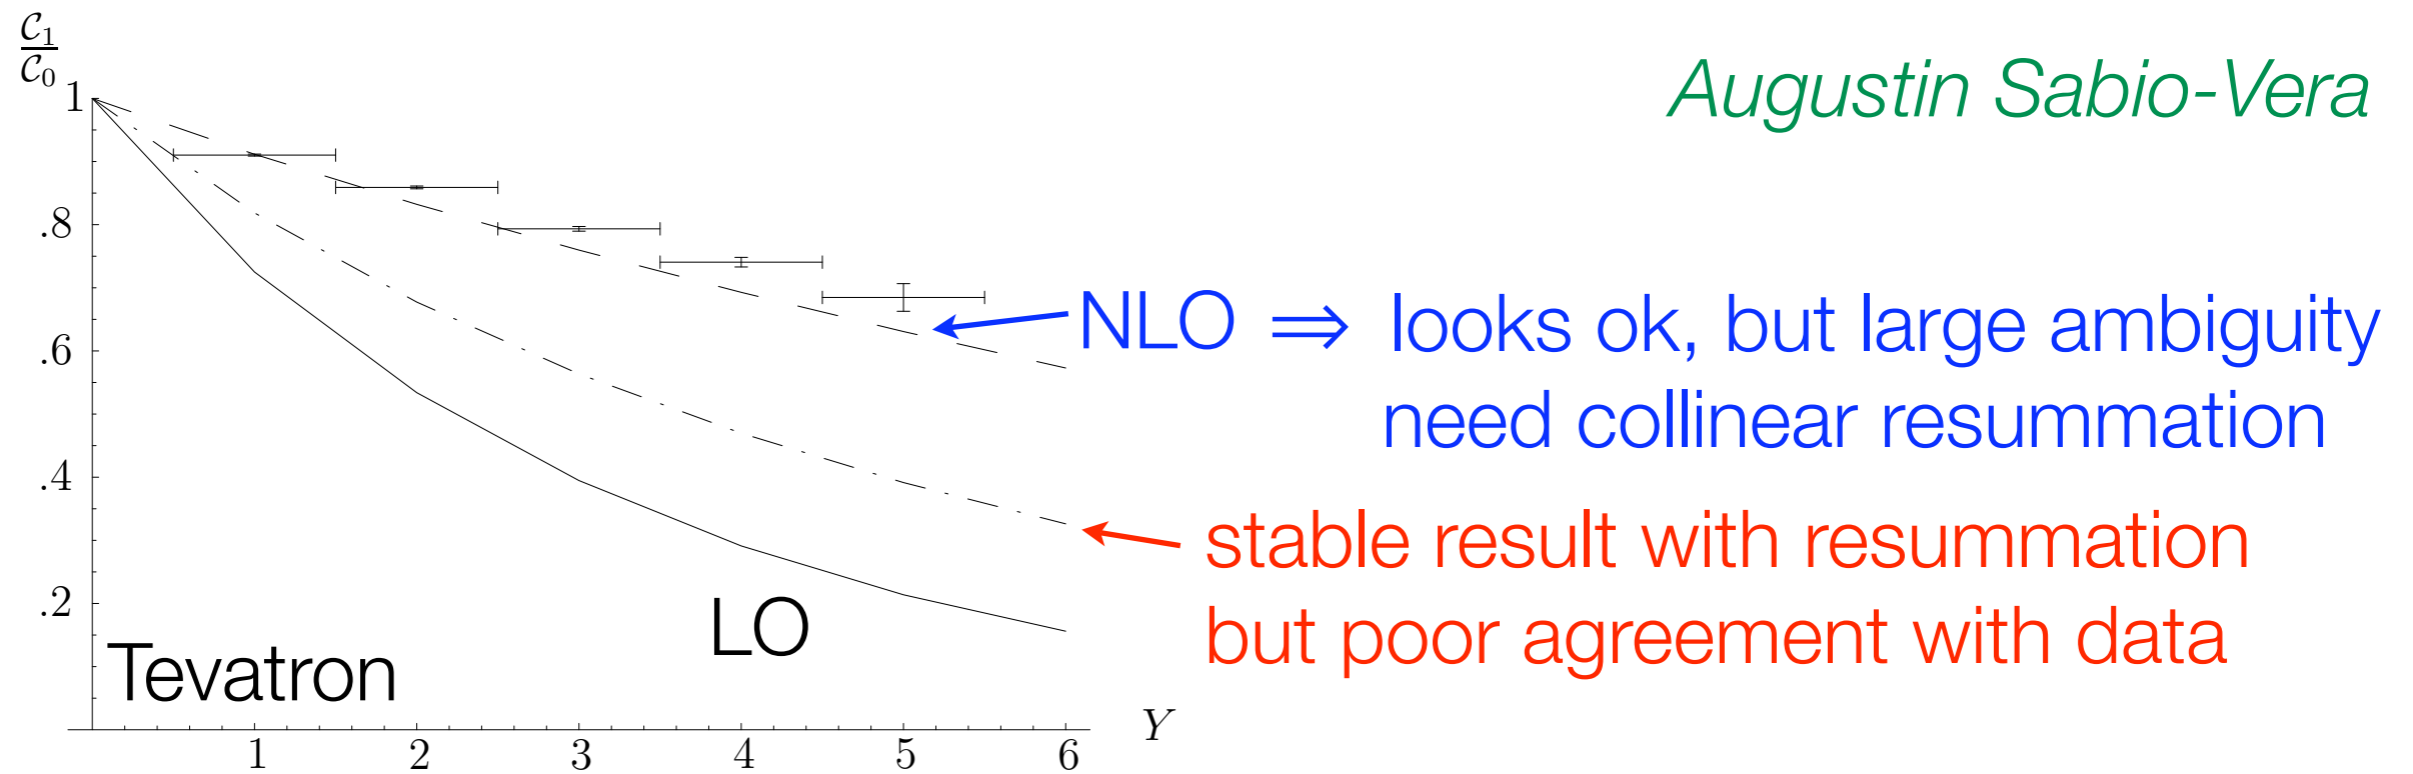 C₁
C₀
1
.8
.6
.4
.2
1 2 3 4 5 6
Y
Tevatron
LO
Augustin Sabio-Vera
NLO ⇒ looks ok, but large ambiguity
need collinear resummation
stable result with resummation
but poor agreement with data